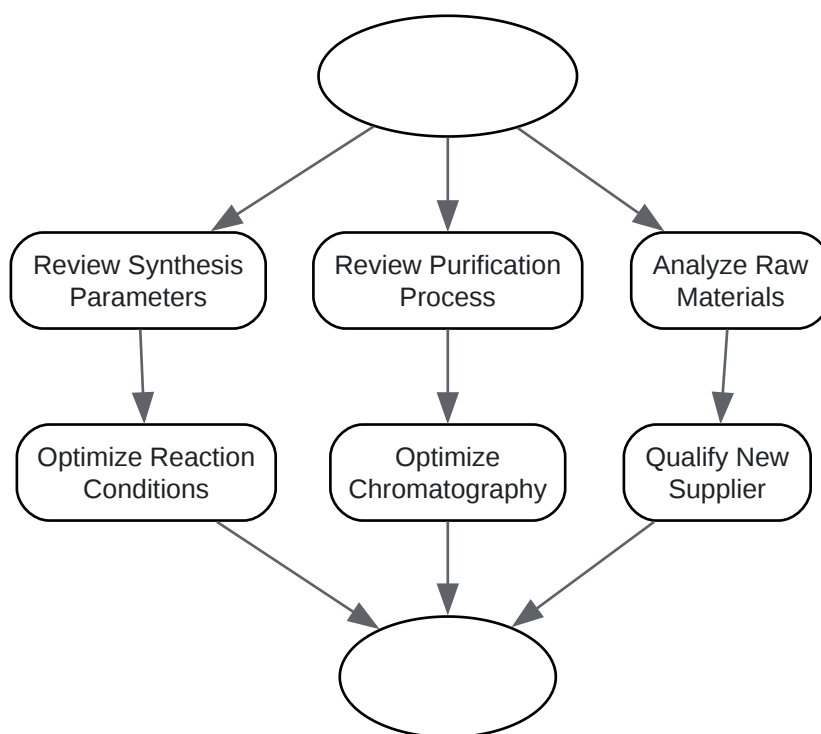 Review Synthesis
Parameters
Review Purification
Process
Analyze Raw
Materials
Optimize Reaction
Conditions
Optimize
Chromatography
Qualify New
Supplier